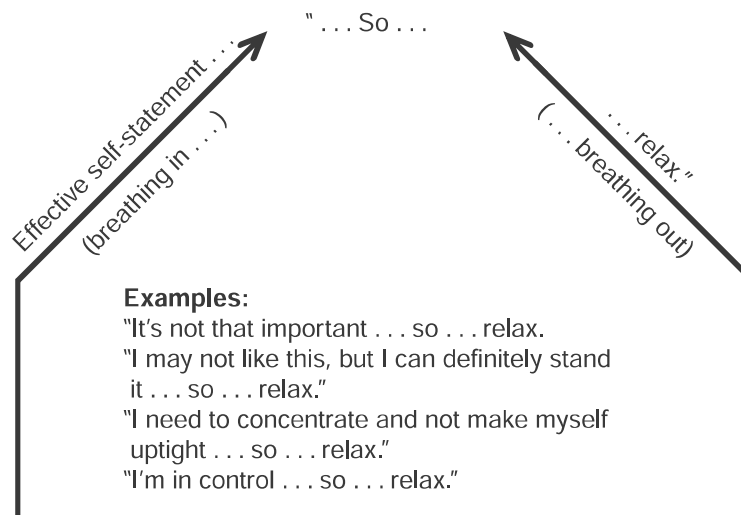 " . . . So . . .
Effective self-statement . . .
(breathing in . . .)
. . . relax."
( . . . breathing out)
Examples:
"It's not that important . . . so . . . relax.
"I may not like this, but I can definitely stand
it . . . so . . . relax."
"I need to concentrate and not make myself
uptight . . . so . . . relax."
"I'm in control . . . so . . . relax."